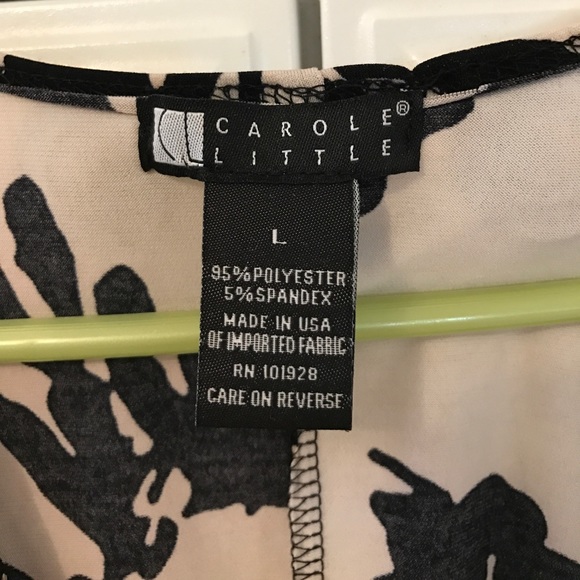 CAROLE®
LITTLE
L
95% POLYESTER
5% SPANDEX
MADE IN USA
OF IMPORTED FABRIC
RN 101928
CARE ON REVERSE